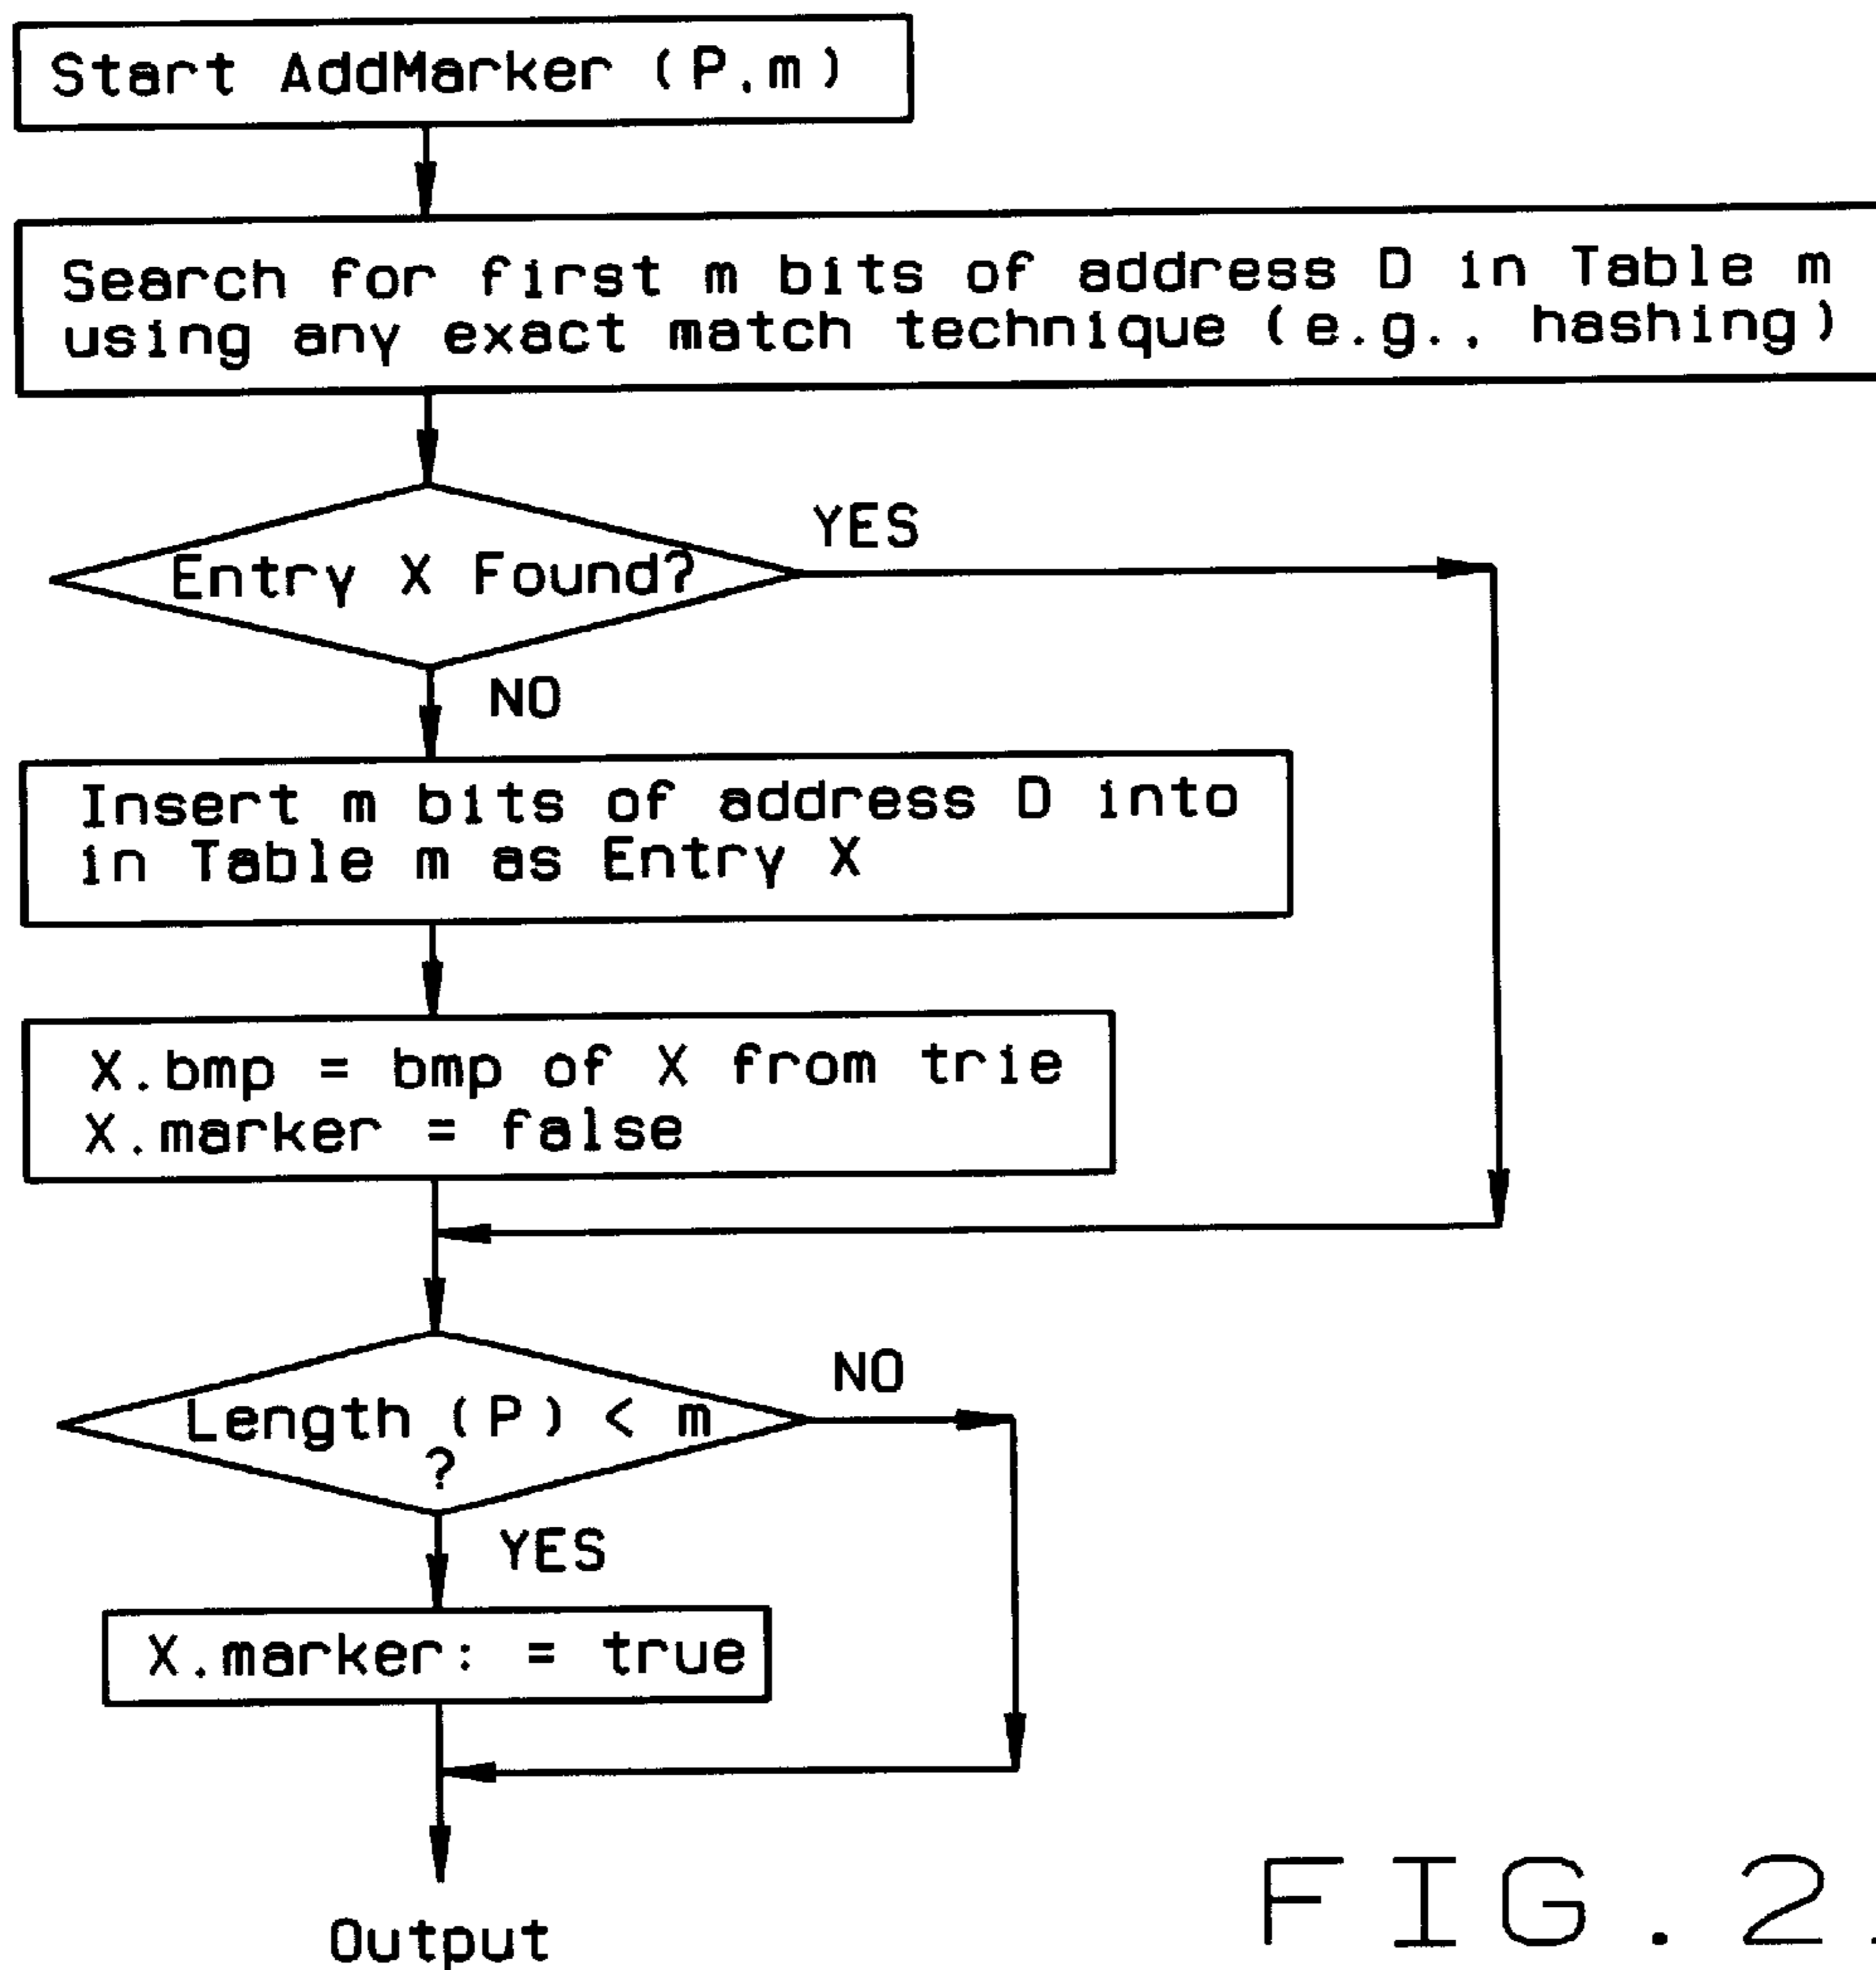 Start AddMarker (P,m)
Search for first m bits of address D in Table m
using any exact match technique (e.g., hashing)
Entry X Found?
YES
NO
Insert m bits of address D into
in Table m as Entry X
X.bmp = bmp of X from trie
X.marker = false
Length (P) < m
?
NO
YES
X.marker: = true
Output
FIG.2.